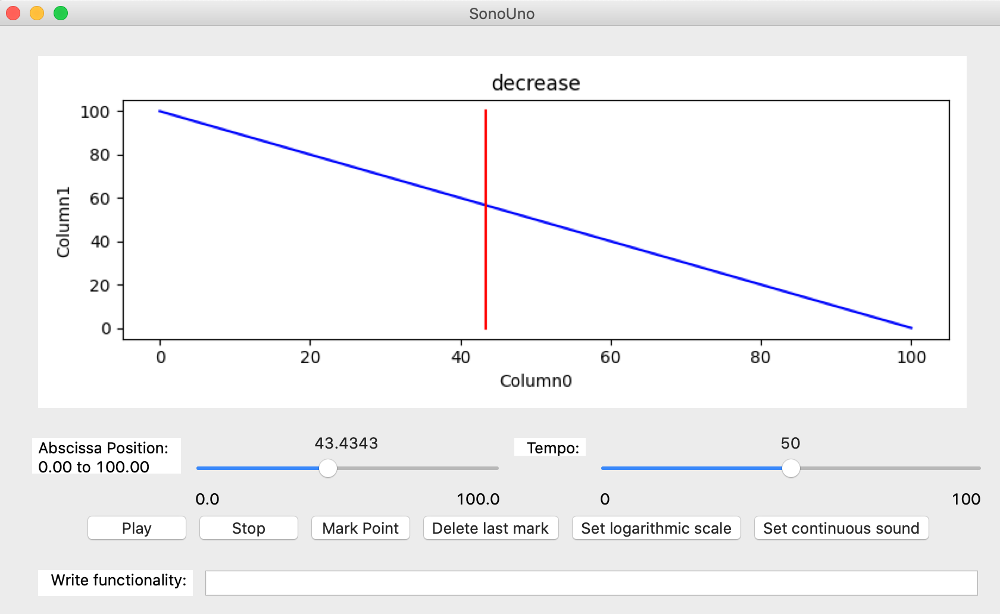 SonoUno
decrease
100
80
60
40
20
0
Column1
0 20 40 60 80 100
Column0
Abscissa Position:
0.00 to 100.00
43.4343
0.0 100.0
Tempo:
50
0 100
Play Stop Mark Point Delete last mark Set logarithmic scale Set continuous sound
Write functionality: